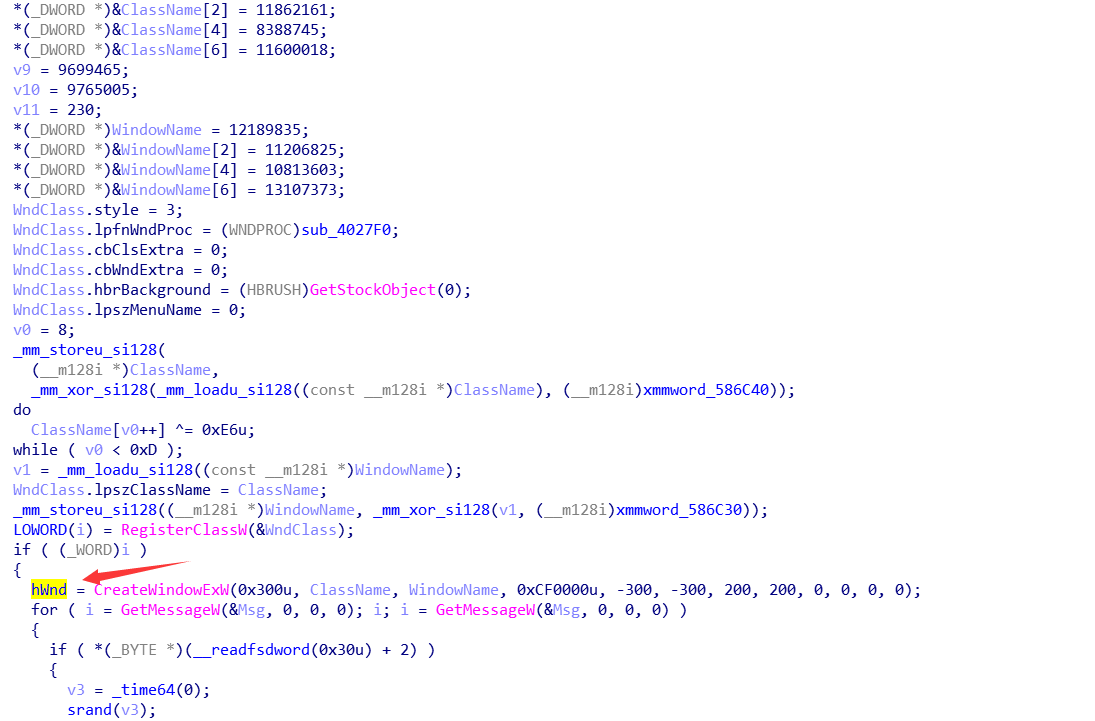 *(_DWORD *)&ClassName[2] = 11862161;
*(_DWORD *)&ClassName[4] = 8388745;
*(_DWORD *)&ClassName[6] = 11600018;
v9 = 9699465;
v10 = 9765005;
v11 = 230;
*(_DWORD *)WindowName = 12189835;
*(_DWORD *)&WindowName[2] = 11206825;
*(_DWORD *)&WindowName[4] = 10813603;
*(_DWORD *)&WindowName[6] = 13107373;
WndClass.style = 3;
WndClass.lpfnWndProc = (WNDPROC)sub_4027F0;
WndClass.cbClsExtra = 0;
WndClass.cbWndExtra = 0;
WndClass.hbrBackground = (HBRUSH)GetStockObject(0);
WndClass.lpszMenuName = 0;
v0 = 8;
_mm_storeu_si128(
(__m128i *)ClassName,
_mm_xor_si128(_mm_loadu_si128((const __m128i *)ClassName), (__m128i)xmmword_586C40));
do
ClassName[v0++] ^= 0xE6u;
while ( v0 < 0xD );
v1 = _mm_loadu_si128((const __m128i *)WindowName);
WndClass.lpszClassName = ClassName;
_mm_storeu_si128((__m128i *)WindowName, _mm_xor_si128(v1, (__m128i)xmmword_586C30));
LOWORD(i) = RegisterClassW(&WndClass);
if ( (_WORD)i )
{
hWnd = CreateWindowExW(0x300u, ClassName, WindowName, 0xCF0000u, -300, -300, 200, 200, 0, 0, 0, 0);
for ( i = GetMessageW(&Msg, 0, 0, 0); i; i = GetMessageW(&Msg, 0, 0, 0) )
{
if ( *(_BYTE *)(__readfsdword(0x30u) + 2) )
{
v3 = _time64(0);
srand(v3);